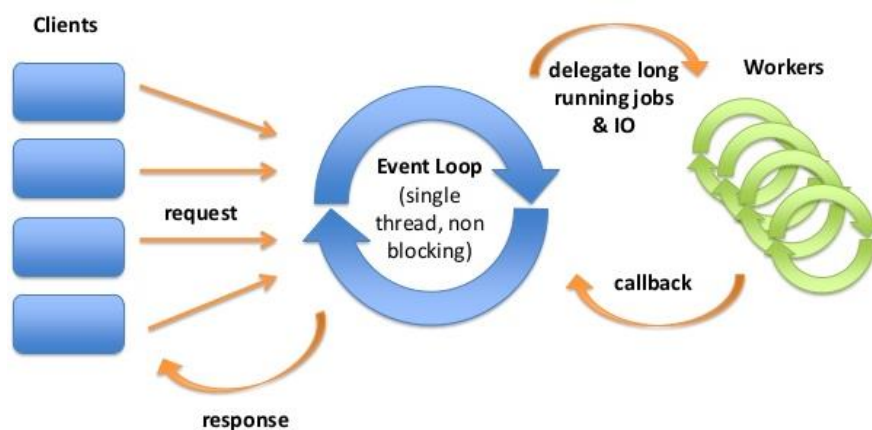 Clients
request
response
Event Loop
(single
thread, non
blocking)
delegate long
running jobs
& IO
callback
Workers